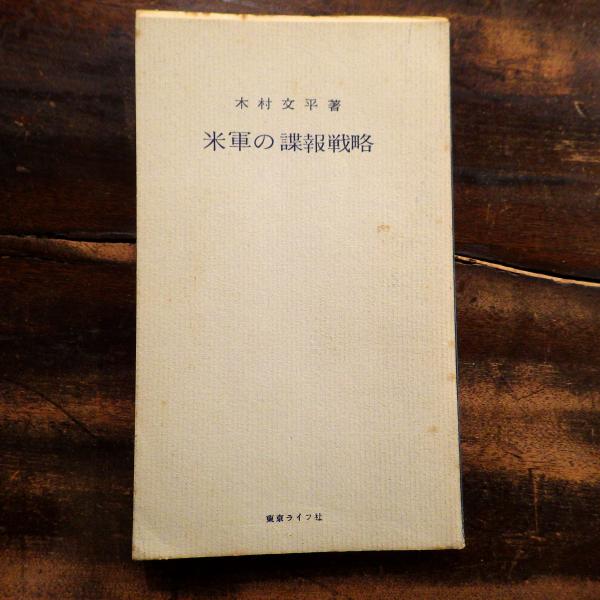 木村文平著
米軍の諜報戦略
東京ライフ社